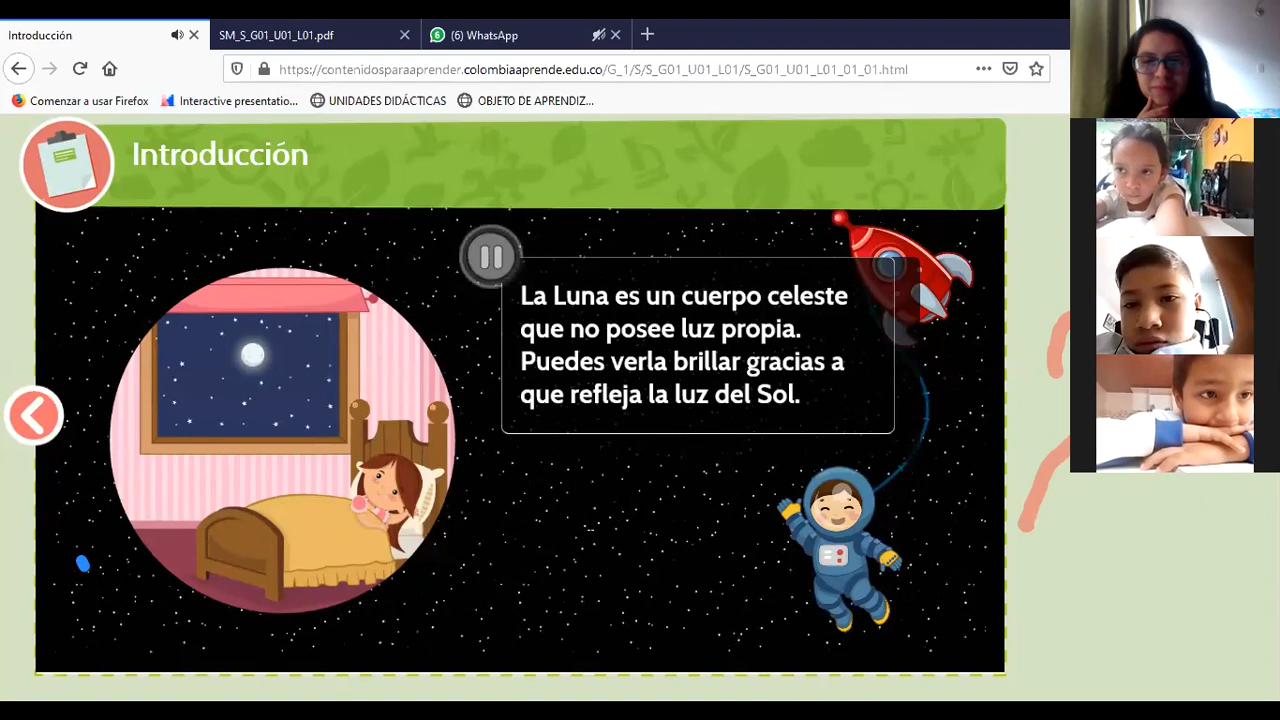 Introducción
SM_S_G01_U01_L01.pdf
(6) WhatsApp
https://contenidosparaaprender.colombiaaprende.edu.co/G_1/S/S_G01_U01_L01/S_G01_U01_L01_01_01.html
Comenzar a usar Firefox
Interactive presentatio...
UNIDADES DIDÁCTICAS
OBJETO DE APRENDIZ...
Introducción
La Luna es un cuerpo celeste
que no posee luz propia.
Puedes verla brillar gracias a
que refleja la luz del Sol.